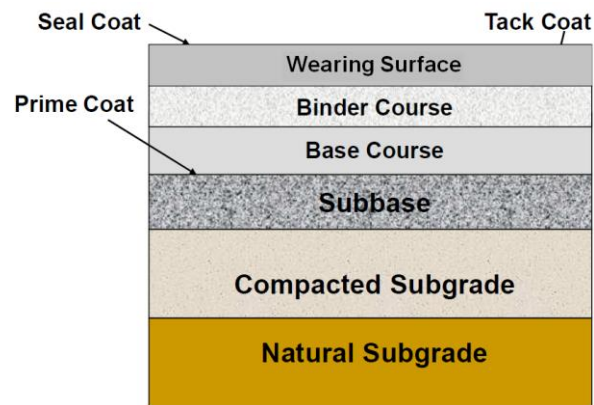 Seal Coat
Tack Coat
Wearing Surface
Prime Coat
Binder Course
Base Course
Subbase
Compacted Subgrade
Natural Subgrade